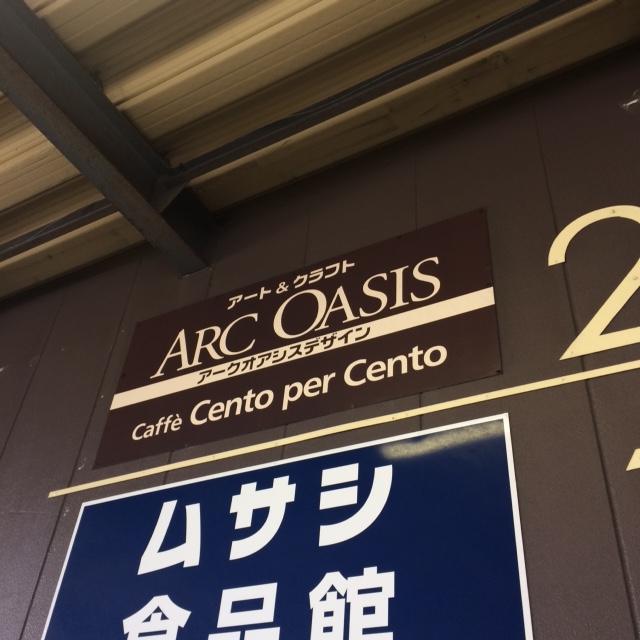 アート＆クラフト
ARC OASIS
アークオアシスデザイン
Caffè Cento per Cento
2
ムサシ
食品館